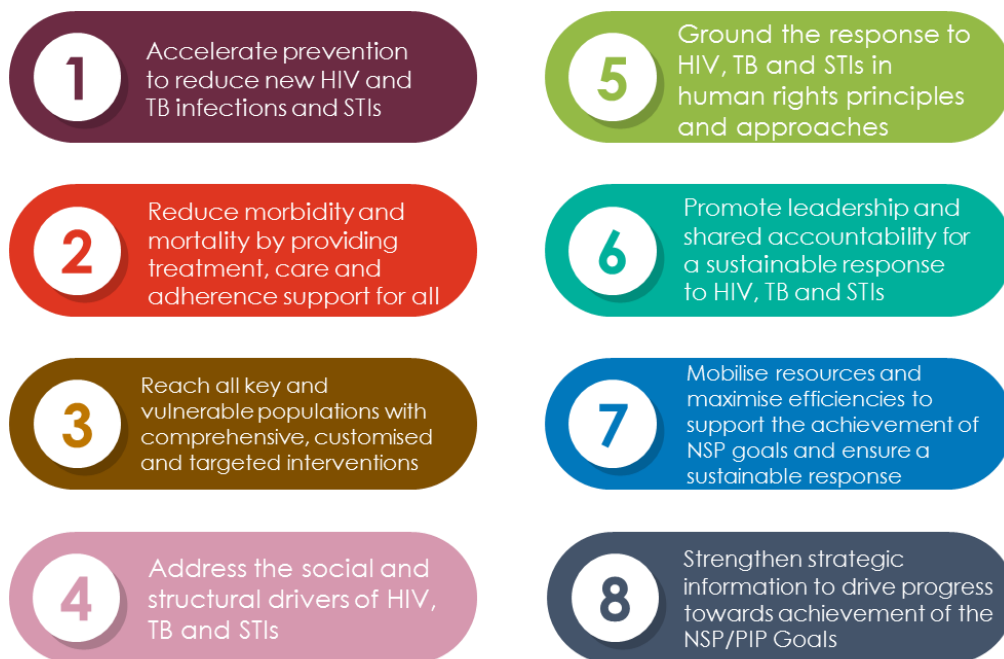 1
Accelerate prevention
to reduce new HIV and
TB infections and STIs
2
Reduce morbidity and
mortality by providing
treatment, care and
adherence support for all
3
Reach all key and
vulnerable populations with
comprehensive, customised
and targeted interventions
4
Address the social and
structural drivers of HIV,
TB and STIs
5
Ground the response to
HIV, TB and STIs in
human rights principles
and approaches
6
Promote leadership and
shared accountability for
a sustainable response
to HIV, TB and STIs
7
Mobilise resources and
maximise efficiencies to
support the achievement of
NSP goals and ensure a
sustainable response
8
Strengthen strategic
information to drive progress
towards achievement of the
NSP/PIP Goals